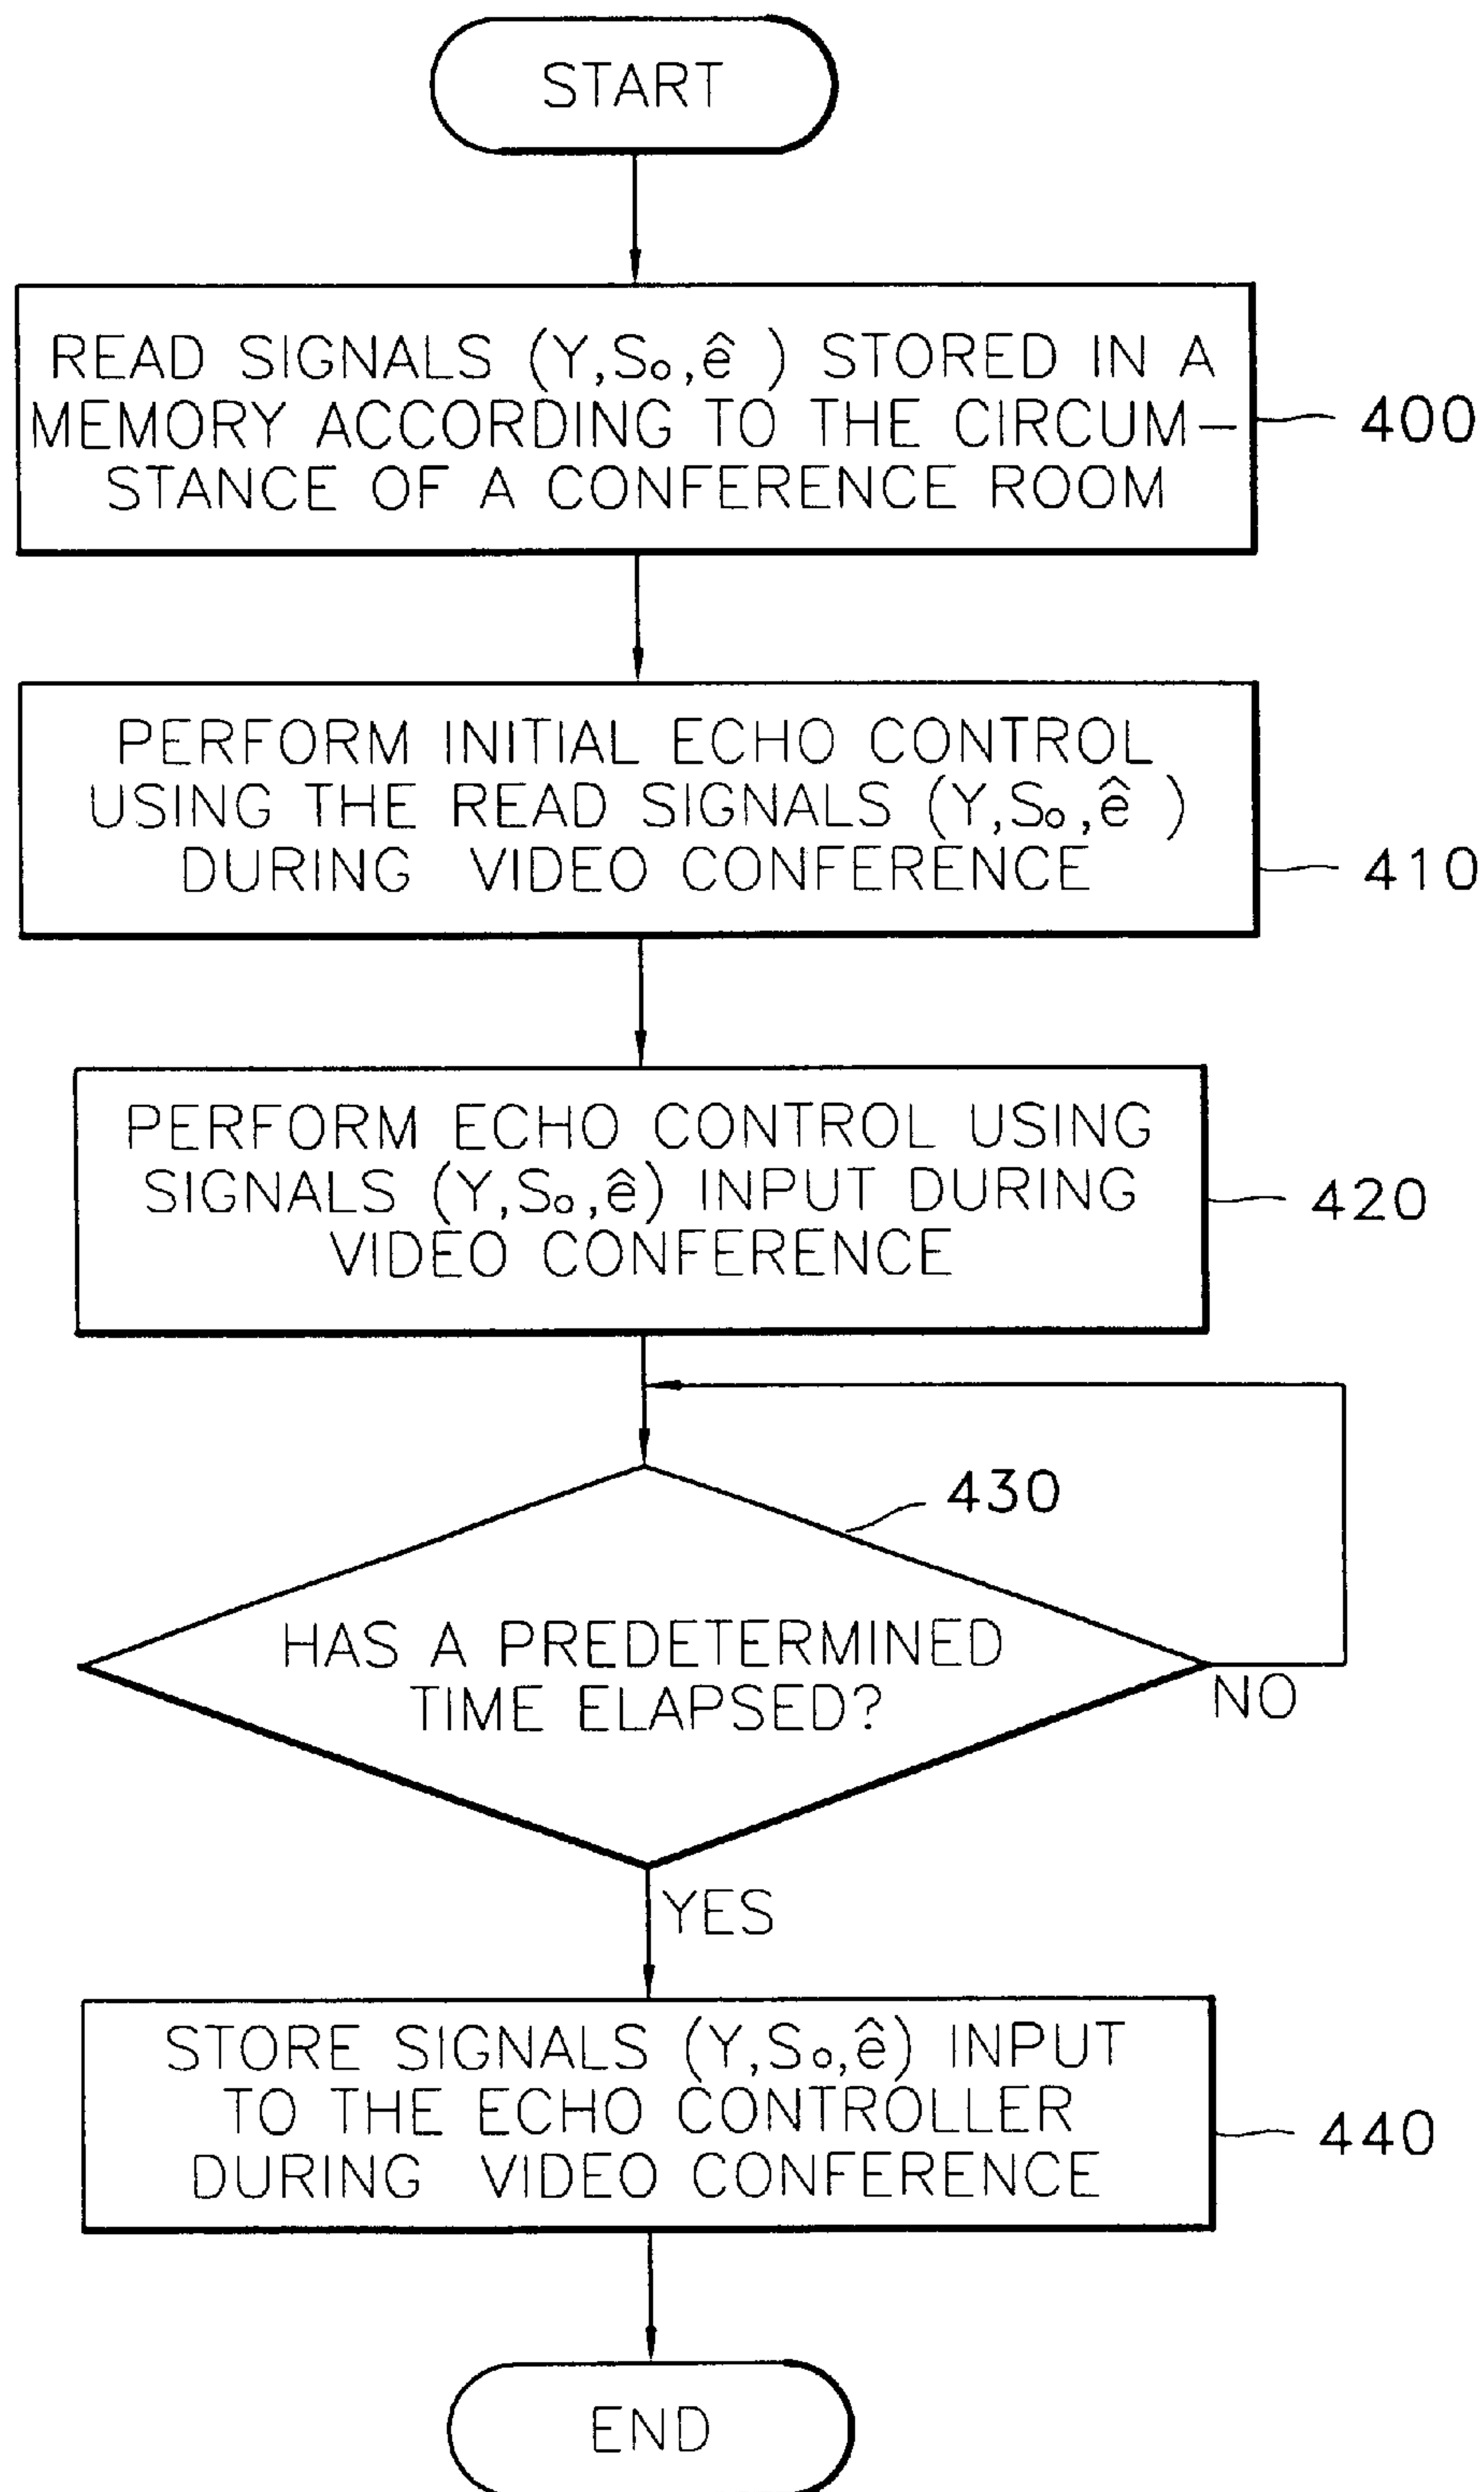 START
READ SIGNALS (Y,S₀,ê ) STORED IN A
MEMORY ACCORDING TO THE CIRCUM-
STANCE OF A CONFERENCE ROOM
400
PERFORM INITIAL ECHO CONTROL
USING THE READ SIGNALS (Y,S₀,ê )
DURING VIDEO CONFERENCE
410
PERFORM ECHO CONTROL USING
SIGNALS (Y,S₀,ê) INPUT DURING
VIDEO CONFERENCE
420
430
HAS A PREDETERMINED
TIME ELAPSED?
NO
YES
STORE SIGNALS (Y,S₀,ê) INPUT
TO THE ECHO CONTROLLER
DURING VIDEO CONFERENCE
440
END